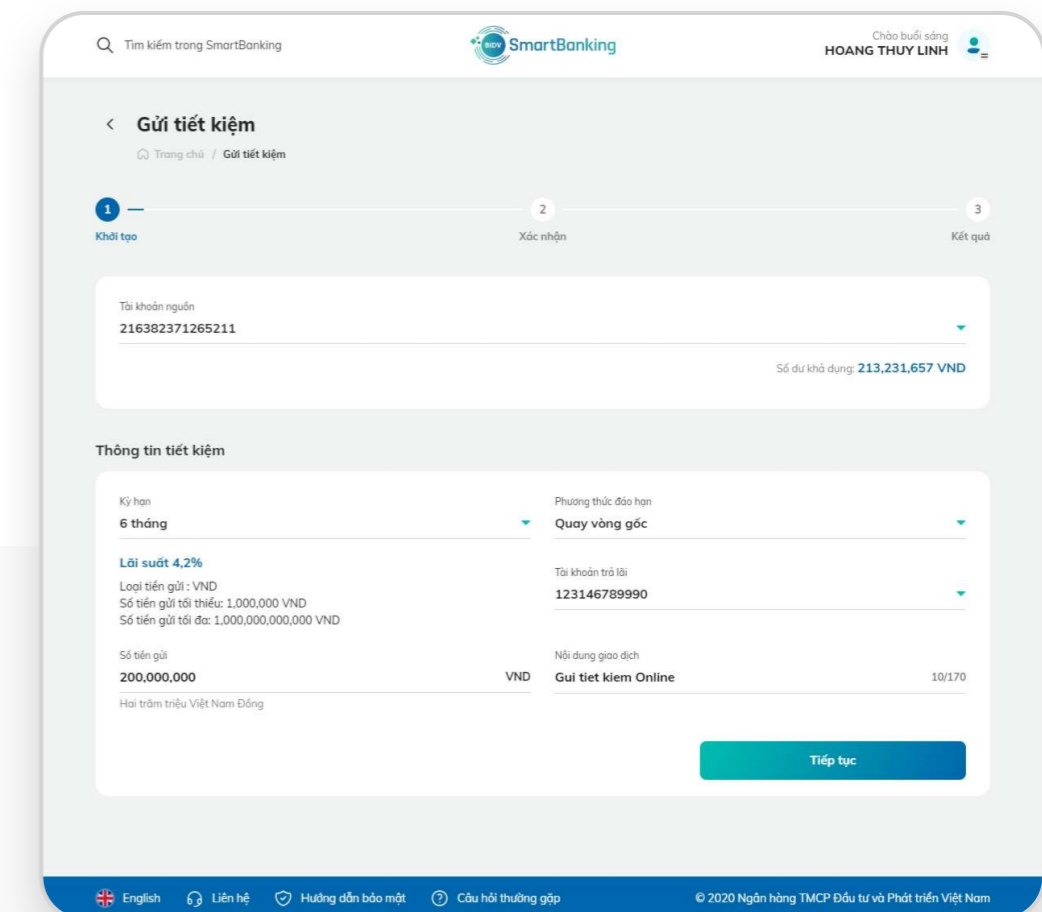 Tìm kiếm trong SmartBanking
BIDV SmartBanking
Chào buổi sáng
HOANG THUY LINH
Gửi tiết kiệm
Trang chủ / Gửi tiết kiệm
1 2 3
Khởi tạo Xác nhận Kết quả
Tài khoản nguồn
216382371265211
Số dư khả dụng: 213,231,657 VND
Thông tin tiết kiệm
Kỳ hạn
6 tháng
Phương thức đáo hạn
Quay vòng gốc
Lãi suất 4,2%
Loại tiền gửi : VND
Số tiền gửi tối thiểu: 1,000,000 VND
Số tiền gửi tối đa: 1,000,000,000,000 VND
Tài khoản trả lãi
123146789990
Số tiền gửi
200,000,000 VND
Hai trăm triệu Việt Nam Đồng
Nội dung giao dịch
Gui tiet kiem Online 10/170
Tiếp tục
English Liên hệ Hướng dẫn bảo mật Câu hỏi thường gặp © 2020 Ngân hàng TMCP Đầu tư và Phát triển Việt Nam